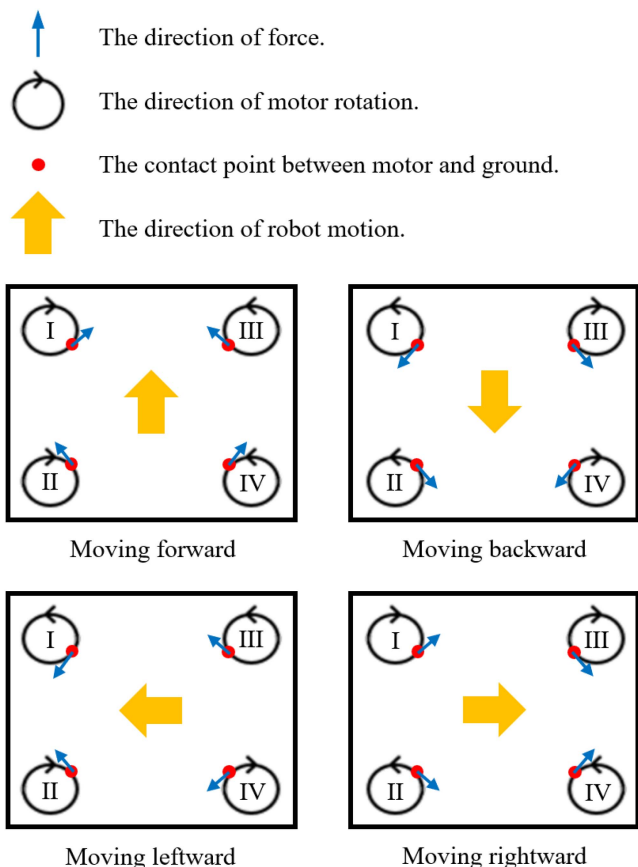 The direction of force.
The direction of motor rotation.
The contact point between motor and ground.
The direction of robot motion.
I III
II IV
Moving forward
I III
II IV
Moving backward
I III
II IV
Moving leftward
I III
II IV
Moving rightward